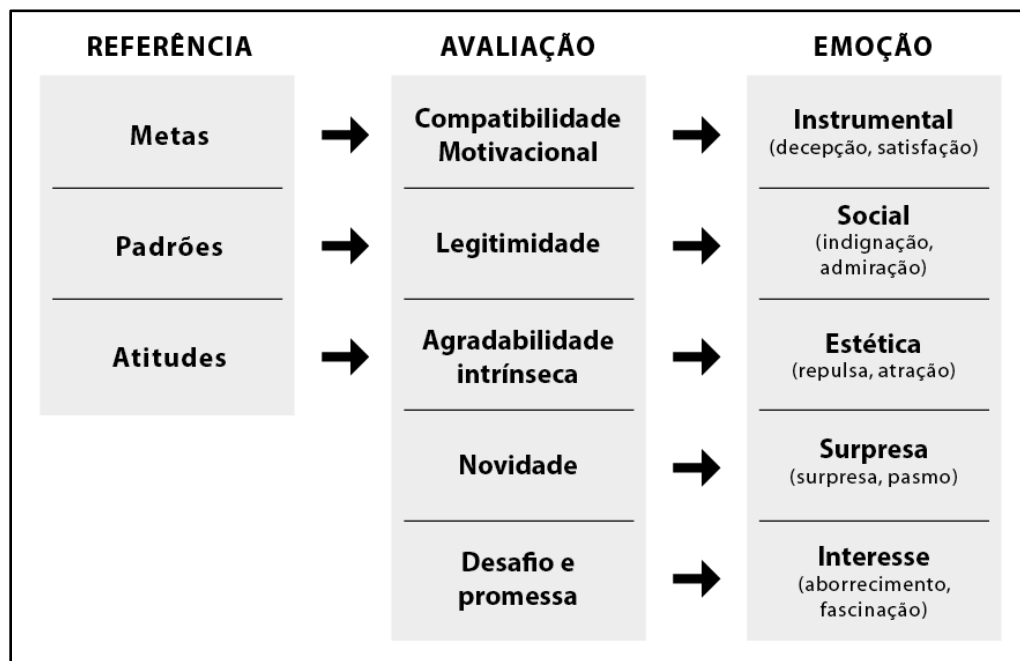 REFERÊNCIA AVALIAÇÃO EMOÇÃO
Metas
Compatibilidade
Motivacional
Instrumental
(decepção, satisfação)
Padrões
Legitimidade
Social
(indignação,
admiração)
Atitudes
Agradabilidade
intrínseca
Estética
(repulsa, atração)
Novidade
Surpresa
(surpresa, pasmo)
Desafio e
promessa
Interesse
(aborrecimento,
fascinação)